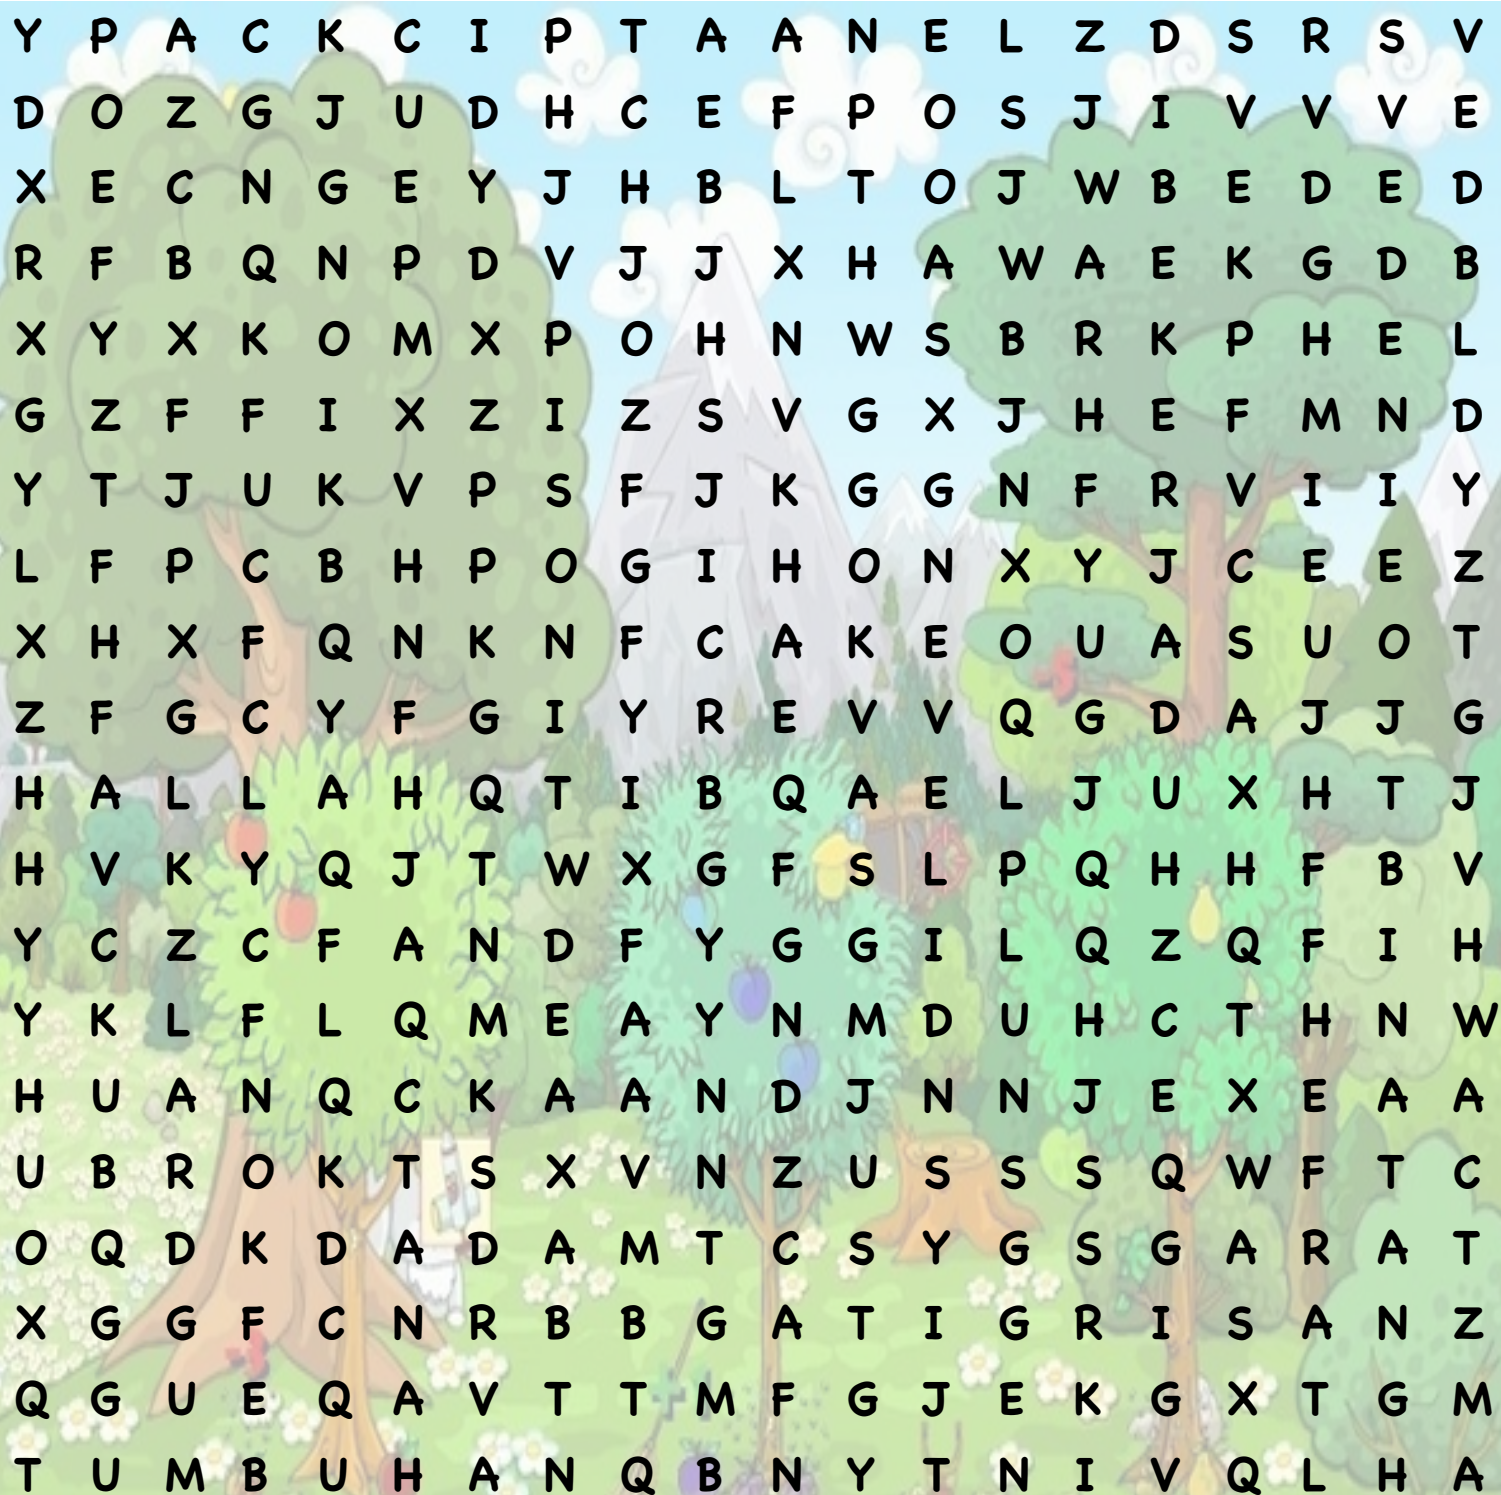 Y P A C K C I P T A A N E L Z D S R S V
D O Z G J U D H C E F P O S J I V V V E
X E C N G E Y J H B L T O J W B E D E D
R F B Q N P D V J J X H A W A E K G D B
X Y X K O M X P O H N W S B R K P H E L
G Z F F I X Z I Z S V G X J H E F M N D
Y T J U K V P S F J K G G N F R V I I Y
L F P C B H P O G I H O N X Y J C E E Z
X H X F Q N K N F C A K E O U A S U O T
Z F G C Y F G I Y R E V V Q G D A J J G
H A L L A H Q T I B Q A E L J U X H T J
H V K Y Q J T W X G F S L P Q H H F B V
Y C Z C F A N D F Y G G I L Q Z Q F I H
Y K L F L Q M E A Y N M D U H C T H N W
H U A N Q C K A A N D J N N J E X E A A
U B R O K T S X V N Z U S S S Q W F T C
O Q D K D A D A M T C S Y G S G A R A T
X G G F C N R B B G A T I G R I S A N Z
Q G U E Q A V T T M F G J E K G X T G M
T U M B U H A N Q B N Y T N I V Q L H A